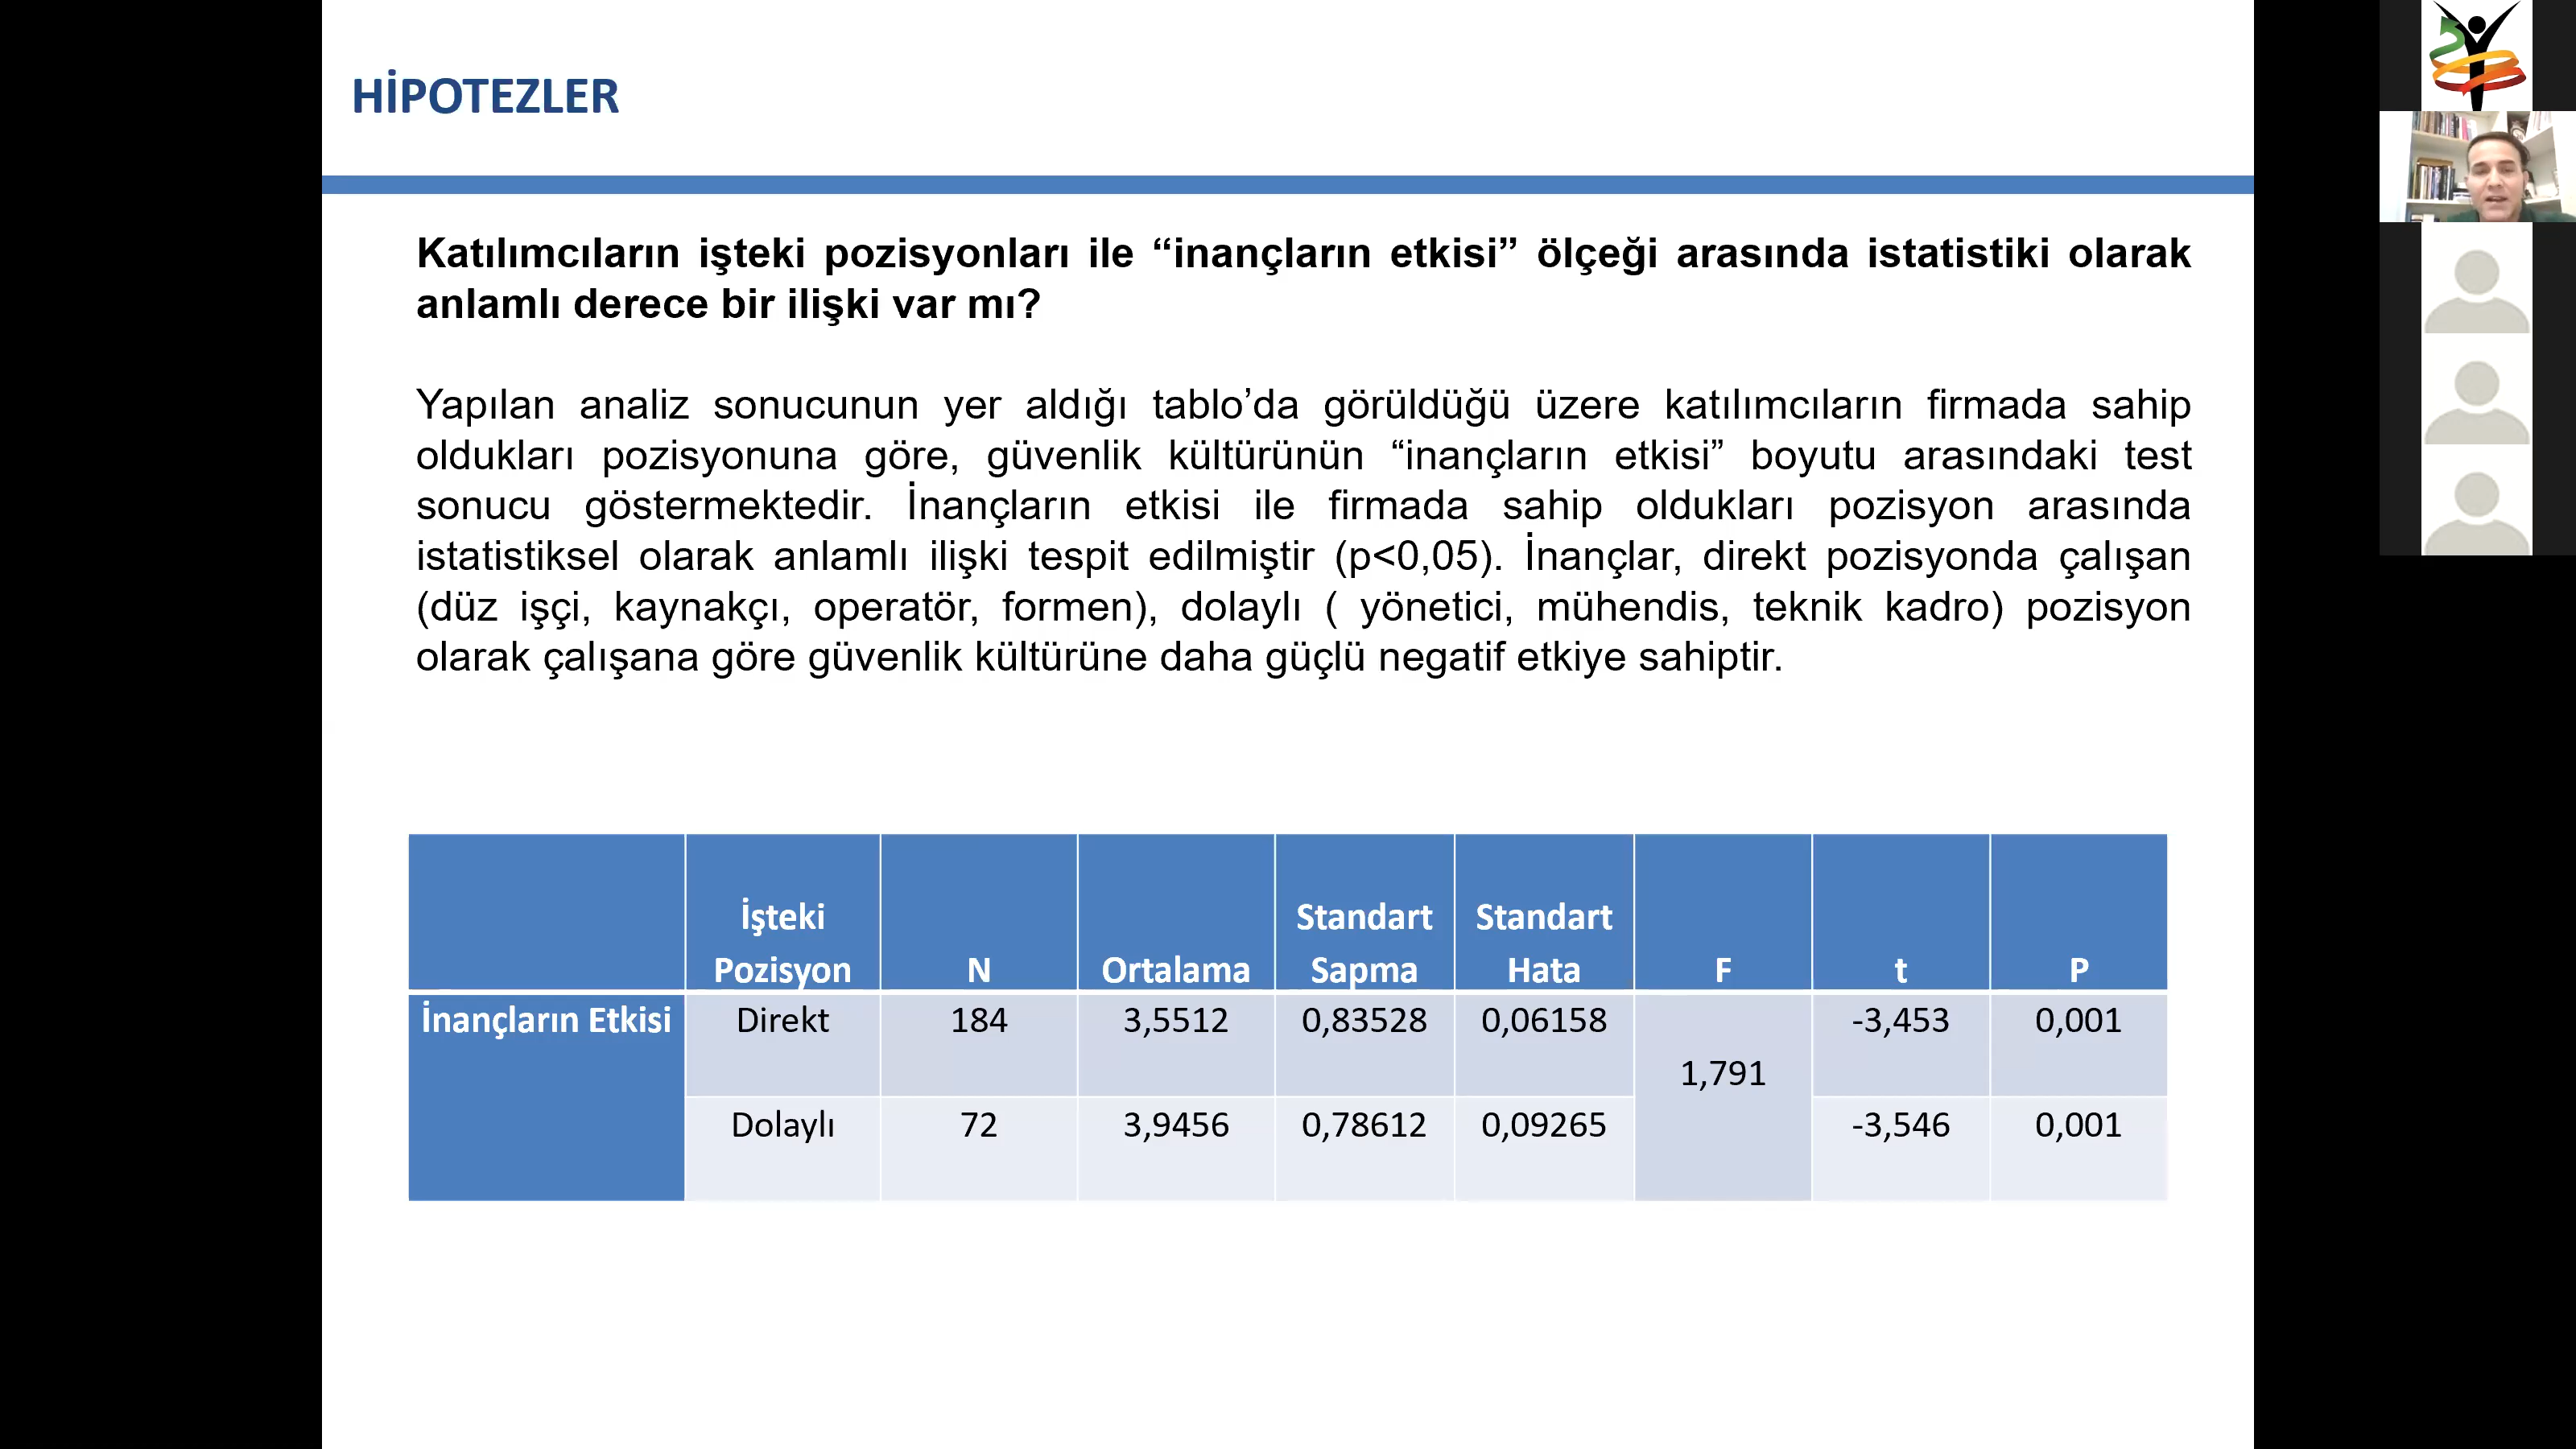 HİPOTEZLER
Katılımcıların işteki pozisyonları ile “inançların etkisi” ölçeği arasında istatistiki olarak
anlamlı derece bir ilişki var mı?
Yapılan analiz sonucunun yer aldığı tablo’da görüldüğü üzere katılımcıların firmada sahip
oldukları pozisyonuna göre, güvenlik kültürünün “inançların etkisi” boyutu arasındaki test
sonucu göstermektedir. İnançların etkisi ile firmada sahip oldukları pozisyon arasında
istatistiksel olarak anlamlı ilişki tespit edilmiştir (p<0,05). İnançlar, direkt pozisyonda çalışan
(düz işçi, kaynakçı, operatör, formen), dolaylı ( yönetici, mühendis, teknik kadro) pozisyon
olarak çalışana göre güvenlik kültürüne daha güçlü negatif etkiye sahiptir.
İşteki Pozisyon N Ortalama Standart Sapma Standart Hata F t P
İnançların Etkisi Direkt 184 3,5512 0,83528 0,06158 1,791 -3,453 0,001
Dolaylı 72 3,9456 0,78612 0,09265 -3,546 0,001